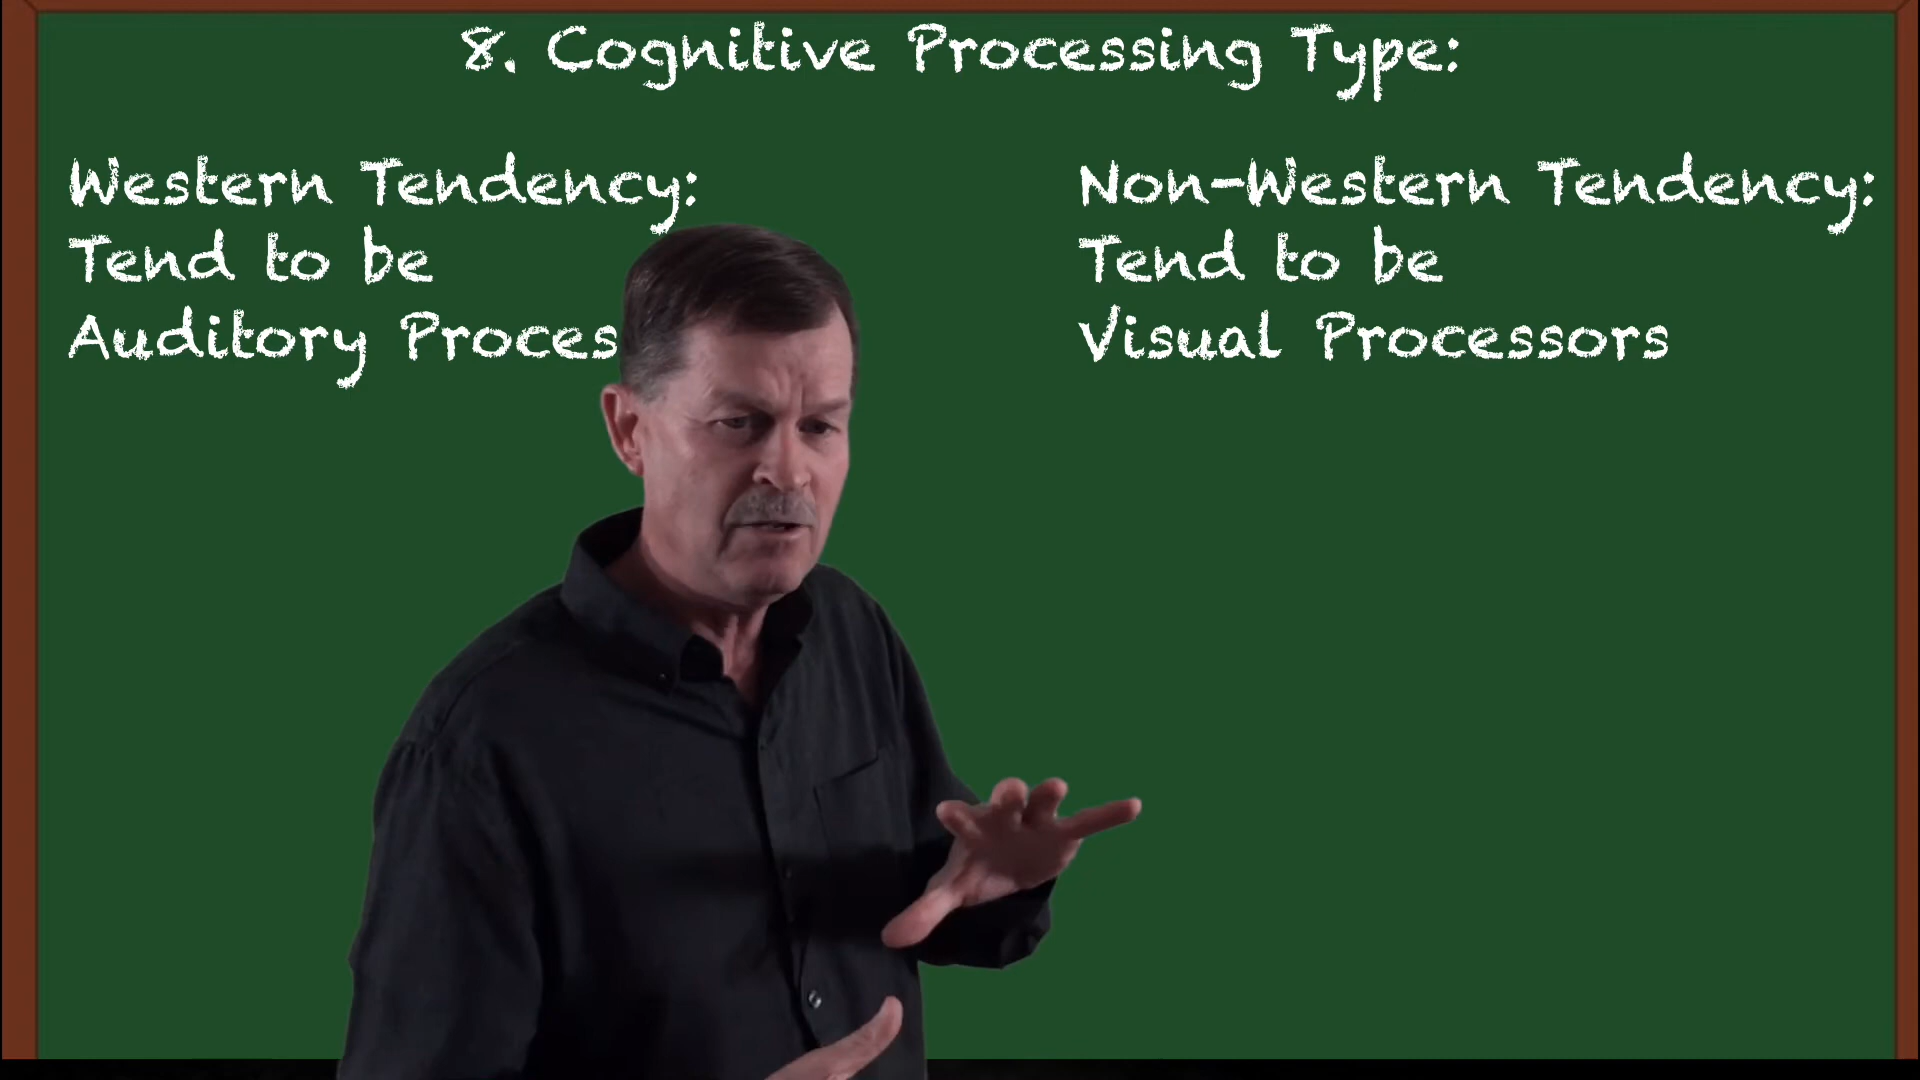 8. Cognitive Processing Type:
Western Tendency:
Tend to be
Auditory Proces
Non-Western Tendency:
Tend to be
Visual Processors